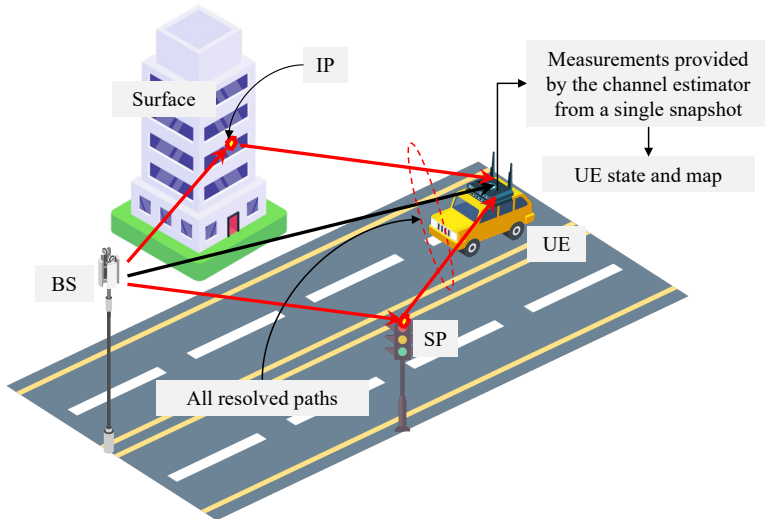 IP
Measurements provided
by the channel estimator
from a single snapshot
Surface
UE state and map
UE
BS
SP
All resolved paths